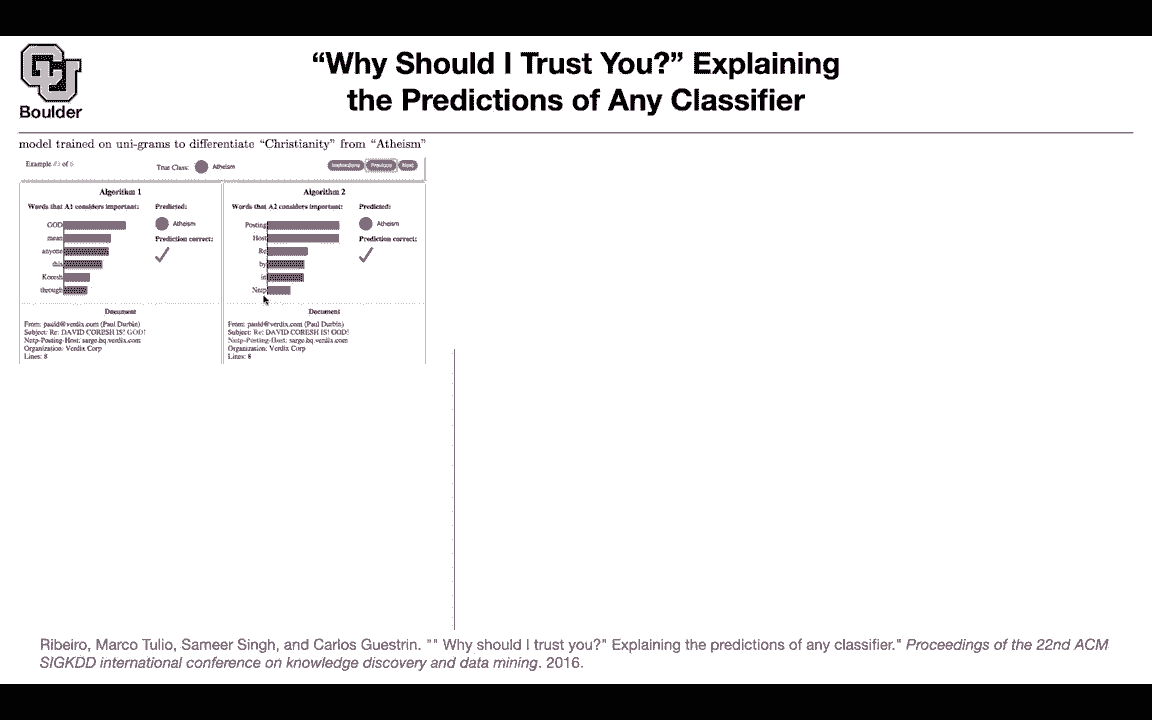 CU
Boulder
“Why Should I Trust You?” Explaining
the Predictions of Any Classifier
model trained on uni-grams to differentiate “Christianity” from “Atheism”
Example #3 of 6
True Class:
Atheism
Instructions
Previous
Next
Algorithm 1
Words that A1 considers important:
Predicted:
GOD
mean
anyone
this
Koresh
through
Atheism
Prediction correct:
Algorithm 2
Words that A2 considers important:
Predicted:
Posting
Host
Re
by
in
Nntp
Atheism
Prediction correct:
Document
From: pauld@verdix.com (Paul Durbin)
Subject: Re: DAVID CORESH IS! GOD!
Nntp-Posting-Host: sarge.hq.verdix.com
Organization: Verdix Corp
Lines: 8
Document
From: pauld@verdix.com (Paul Durbin)
Subject: Re: DAVID CORESH IS! GOD!
Nntp-Posting-Host: sarge.hq.verdix.com
Organization: Verdix Corp
Lines: 8
Ribeiro, Marco Tulio, Sameer Singh, and Carlos Guestrin. "" Why should I trust you?" Explaining the predictions of any classifier." Proceedings of the 22nd ACM
SIGKDD international conference on knowledge discovery and data mining. 2016.